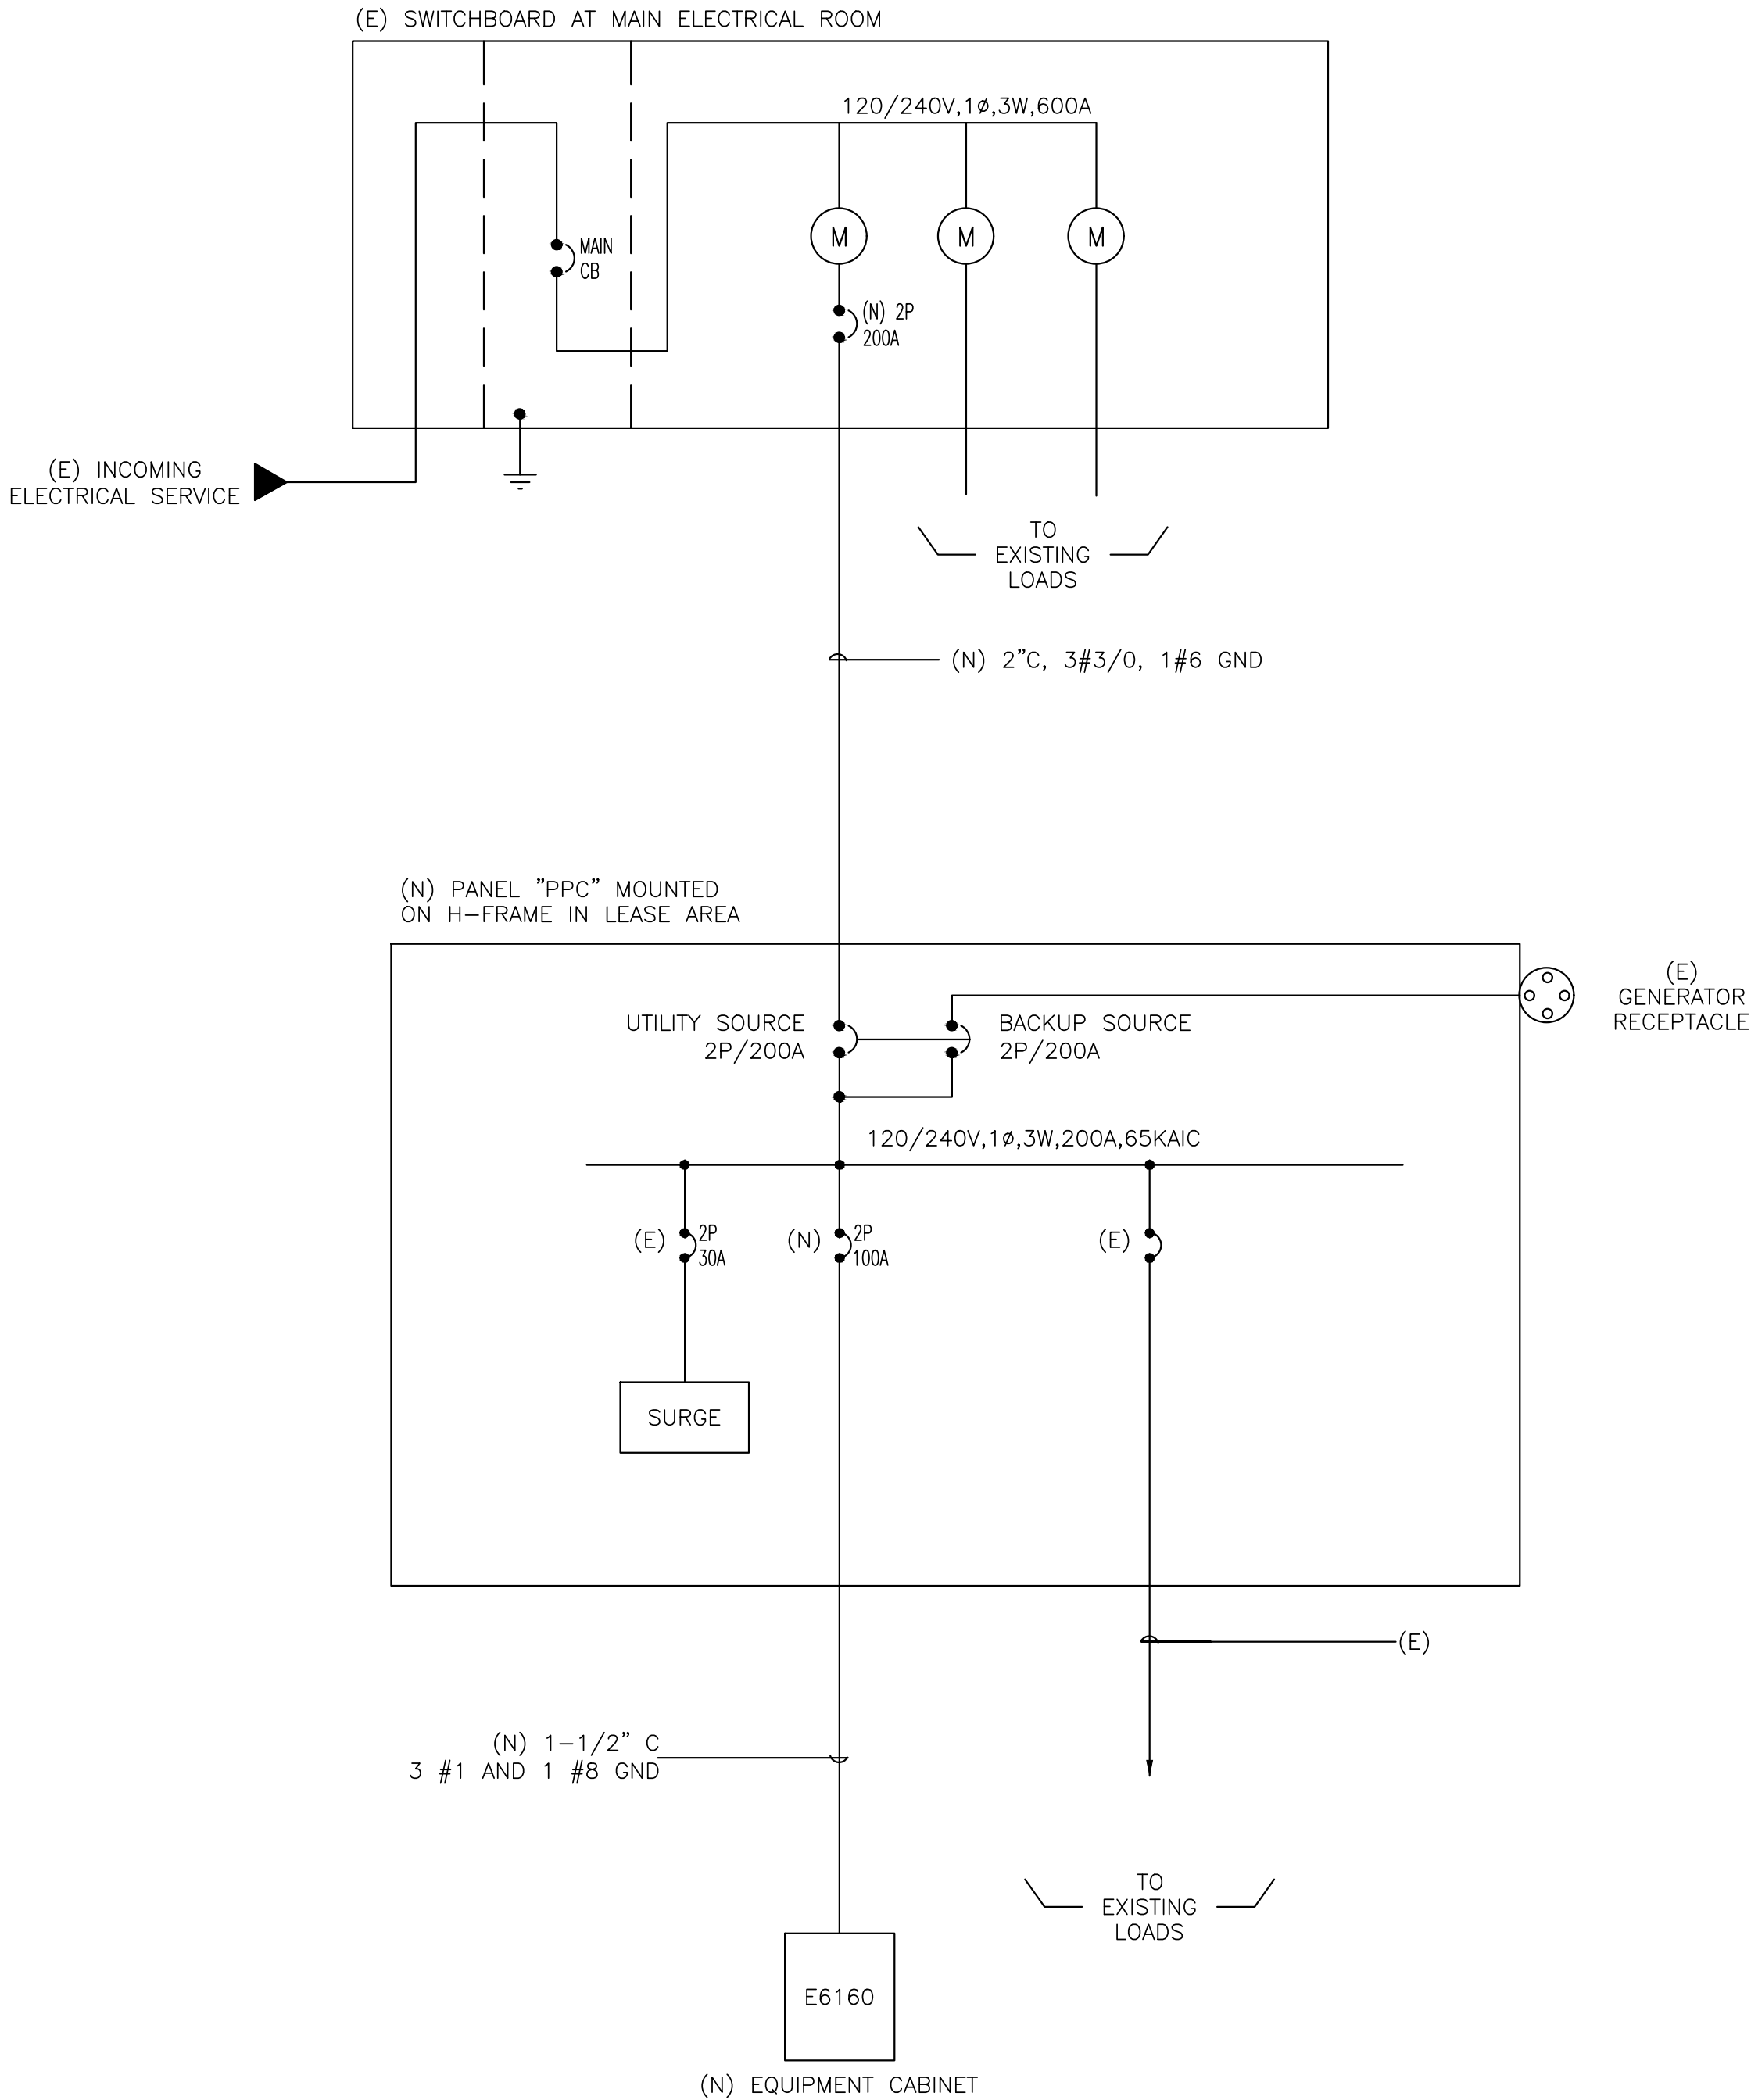 (E) SWITCHBOARD AT MAIN ELECTRICAL ROOM
120/240V,1ø,3W,600A
M
M
M
MAIN
CB
(N) 2P
200A
(E) INCOMING
ELECTRICAL SERVICE
TO
EXISTING
LOADS
(N) 2"C, 3#3/0, 1#6 GND
(N) PANEL "PPC" MOUNTED
ON H-FRAME IN LEASE AREA
(E)
GENERATOR
RECEPTACLE
UTILITY SOURCE
2P/200A
BACKUP SOURCE
2P/200A
120/240V,1ø,3W,200A,65KAIC
(E)
2P
30A
(N)
2P
100A
(E)
SURGE
(E)
(N) 1-1/2" C
3 #1 AND 1 #8 GND
TO
EXISTING
LOADS
E6160
(N) EQUIPMENT CABINET